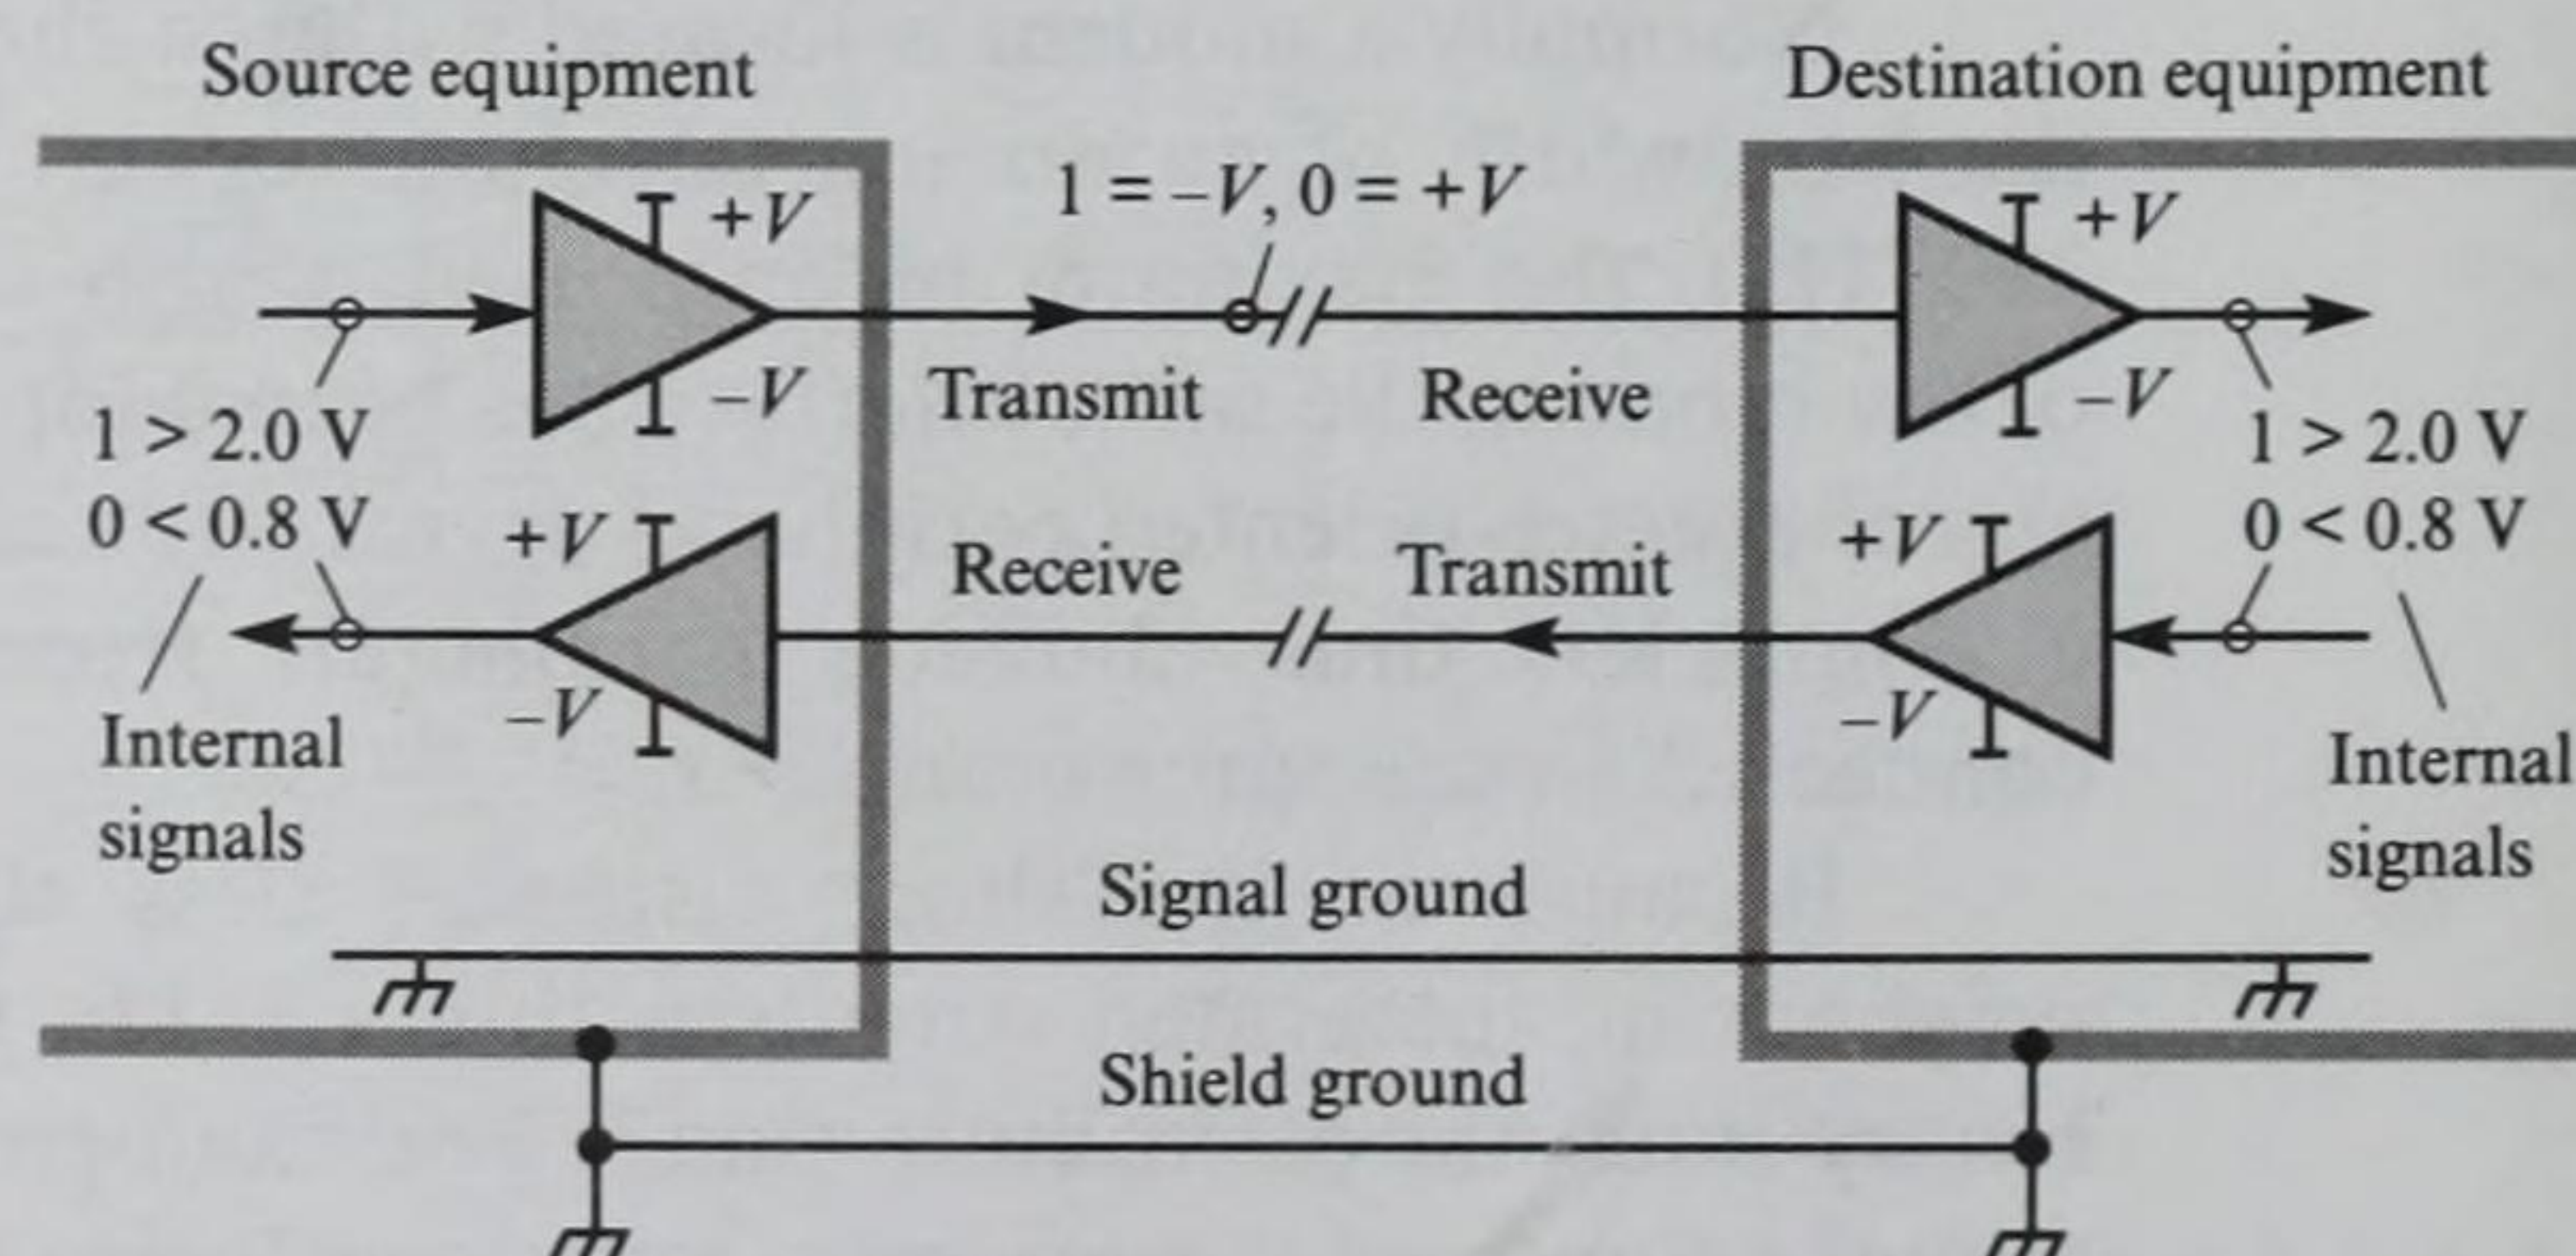 Source equipment
Destination equipment
1 = –V, 0 = +V
+V
+V
–V
–V
Transmit
Receive
1 > 2.0 V
0 < 0.8 V
1 > 2.0 V
0 < 0.8 V
+V
+V
Receive
Transmit
–V
–V
Internal
signals
Internal
signals
Signal ground
Shield ground